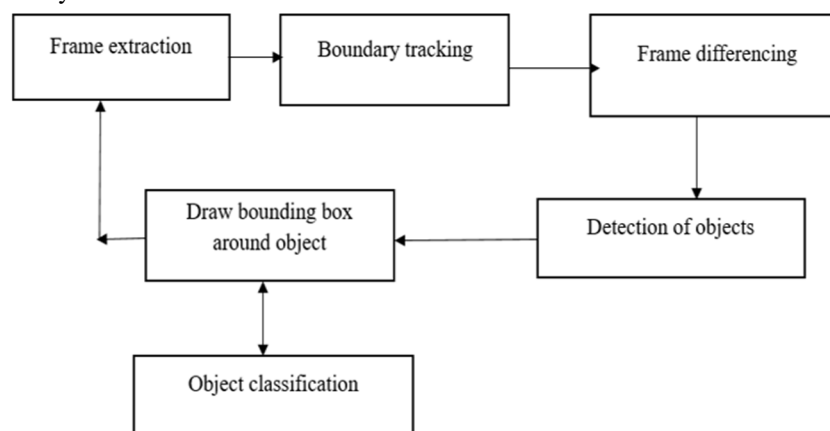 Frame extraction
Boundary tracking
Frame differencing
Draw bounding box
around object
Detection of objects
Object classification